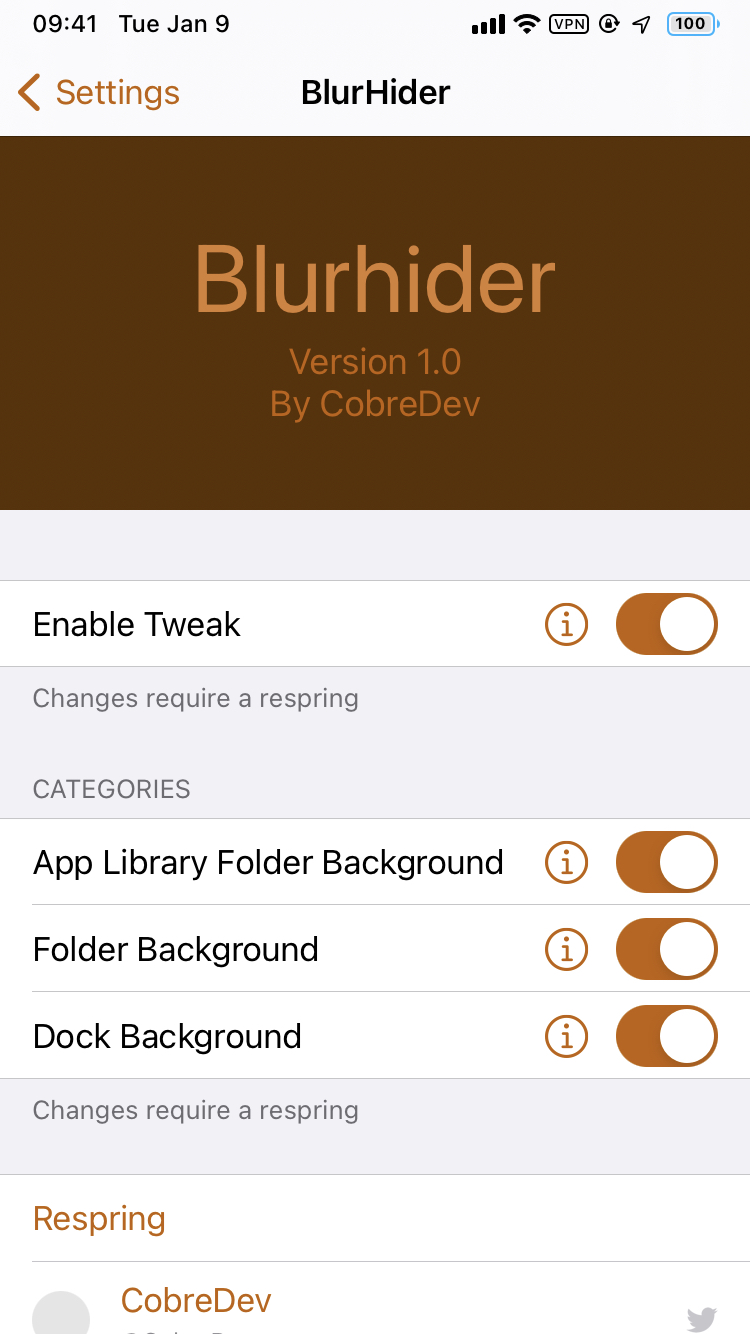 09:41 Tue Jan 9 VPN 100
Settings BlurHider
Blurhider
Version 1.0
By CobreDev
Enable Tweak
Changes require a respring
CATEGORIES
App Library Folder Background
Folder Background
Dock Background
Changes require a respring
Respring
CobreDev